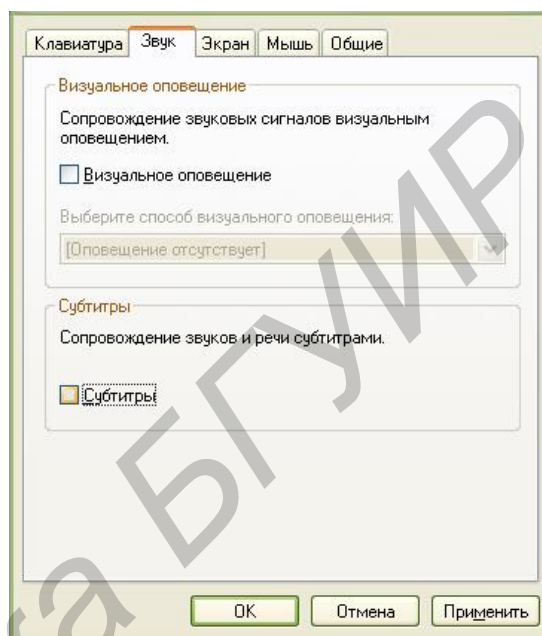 Клавиатура Звук Экран Мышь Общие
Визуальное оповещение
Сопровождение звуковых сигналов визуальным
оповещением.
Визуальное оповещение
Выберите способ визуального оповещения:
[Оповещение отсутствует]
Субтитры
Сопровождение звуков и речи субтитрами.
Субтитры
OK Отмена Применить
БГУИР